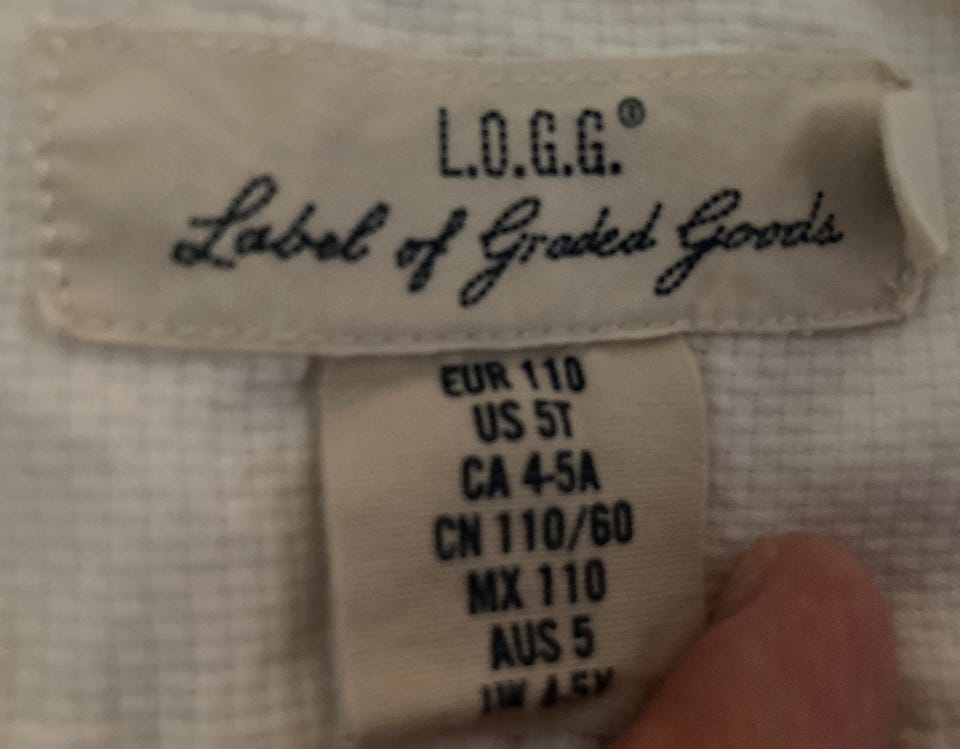 L.O.G.G.®
Label of Graded Goods
EUR 110
US 5T
CA 4-5A
CN 110/60
MX 110
AUS 5